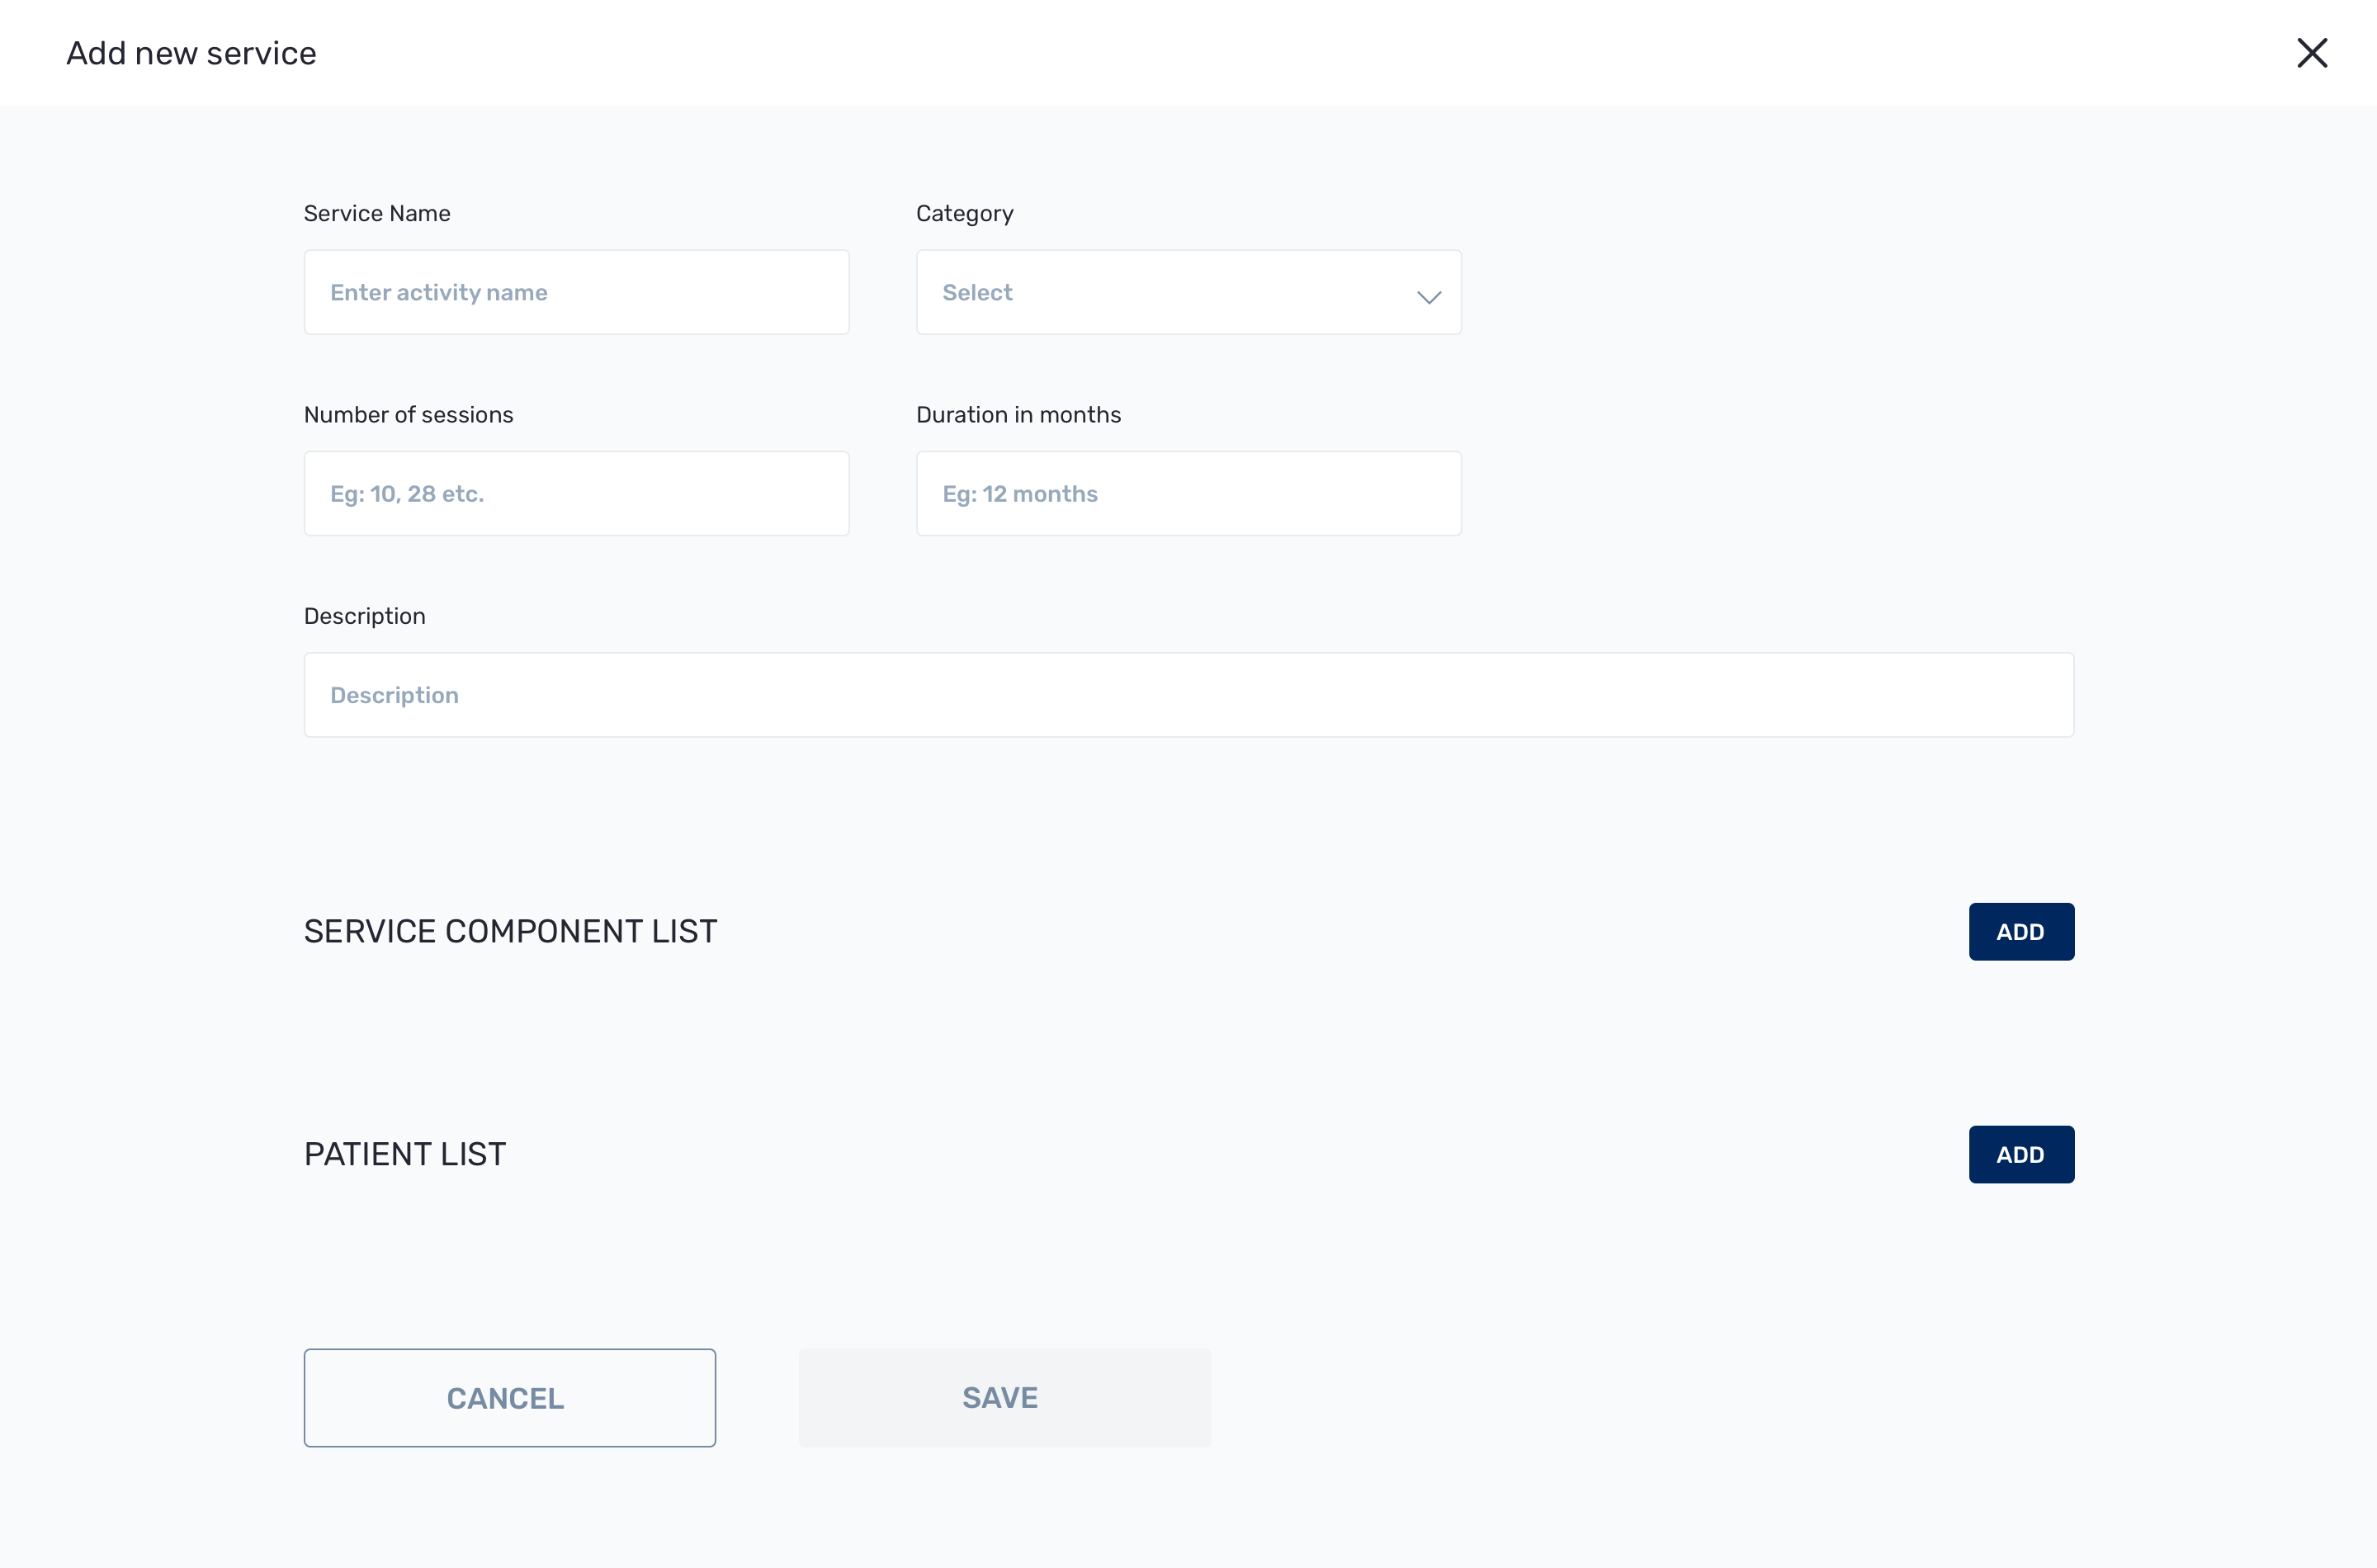 Add new service
Service Name
Category
Enter activity name
Select
Number of sessions
Duration in months
Eg: 10, 28 etc.
Eg: 12 months
Description
Description
SERVICE COMPONENT LIST
ADD
PATIENT LIST
ADD
CANCEL
SAVE